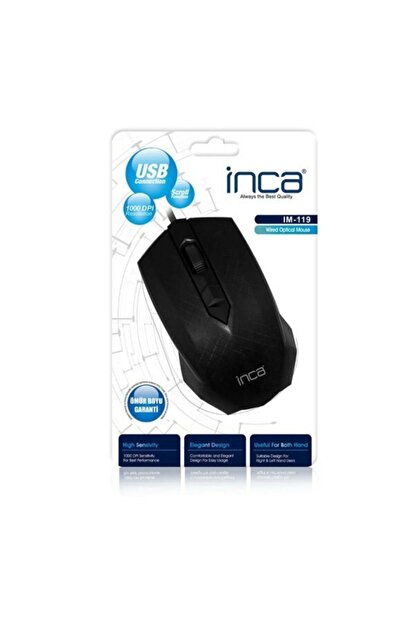 USB
Connection
Scroll
Function
1000 DPI
Resolution
inca®
Always the Best Quality
IM-119
Wired Optical Mouse
inca
ÖMÜR BOYU
GARANTİ
High Sensivity
1000 DPI Sensitivity
For Best Performance
Elegant Design
Comfortable and Elegant
Design For Easy Usage
Useful For Both Hand
Suitable Design For
Right & Left Hand Users